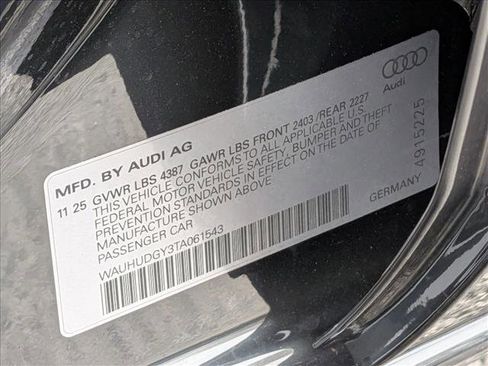 Audi
MFD. BY AUDI AG
11 25 GVWR LBS 4387 GAWR LBS FRONT 2403 /REAR 2227
THIS VEHICLE CONFORMS TO ALL APPLICABLE U.S.
FEDERAL MOTOR VEHICLE SAFETY, BUMPER AND THEFT
PREVENTION STANDARDS IN EFFECT ON THE DATE OF
MANUFACTURE SHOWN ABOVE
PASSENGER CAR
WAUHUDGY3TA061543
GERMANY
4915225